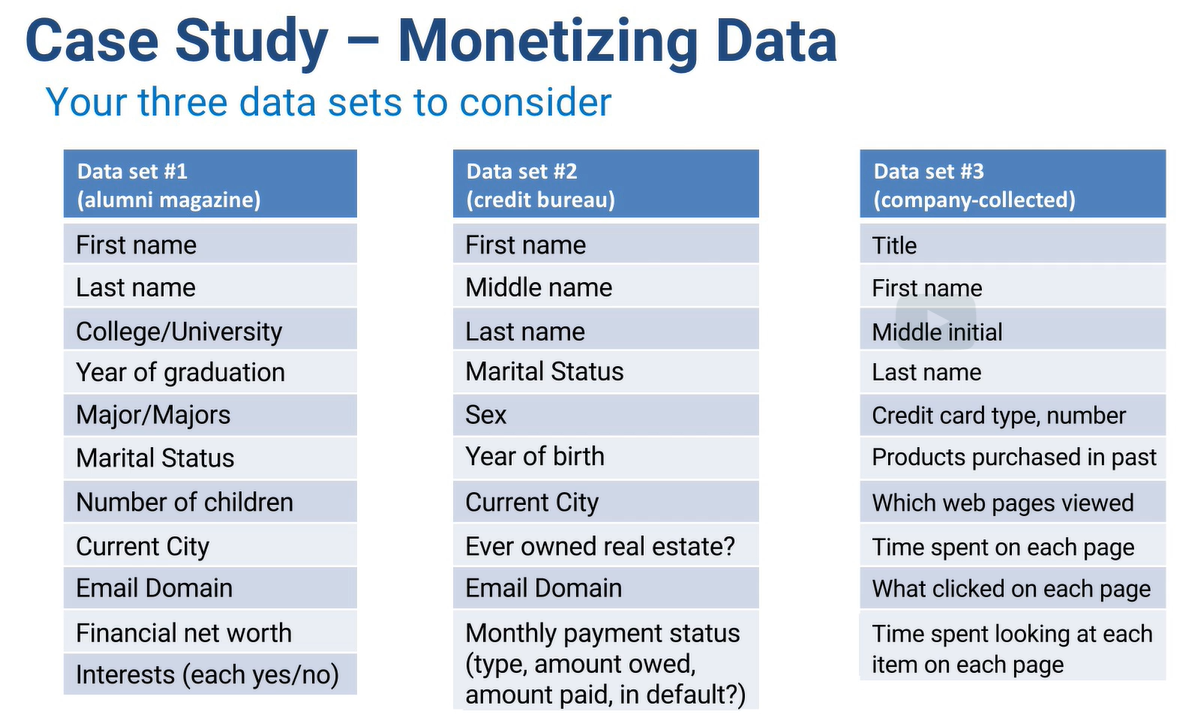 Case Study – Monetizing Data
Your three data sets to consider
Data set #1
(alumni magazine)
First name
Last name
College/University
Year of graduation
Major/Majors
Marital Status
Number of children
Current City
Email Domain
Financial net worth
Interests (each yes/no)
Data set #2
(credit bureau)
First name
Middle name
Last name
Marital Status
Sex
Year of birth
Current City
Ever owned real estate?
Email Domain
Monthly payment status
(type, amount owed,
amount paid, in default?)
Data set #3
(company-collected)
Title
First name
Middle initial
Last name
Credit card type, number
Products purchased in past
Which web pages viewed
Time spent on each page
What clicked on each page
Time spent looking at each
item on each page